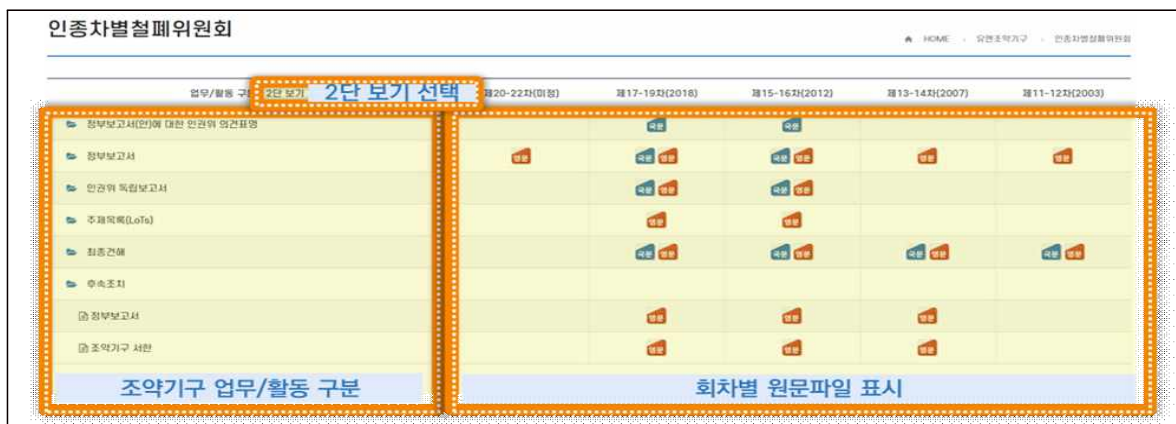 인종차별철폐위원회
HOME › 유엔조약기구 › 인종차별철폐위원회
업무/활동 구분 2단 보기 2단 보기 선택 제20-22차(미정) 제17-19차(2018) 제15-16차(2012) 제13-14차(2007) 제11-12차(2003)
정부보고서(안)에 대한 인권위 의견표명 국문 국문
정부보고서 영문 국문 영문 국문 영문 영문 영문
인권위 독립보고서 국문 영문 국문 영문
주제목록(LoTs) 영문 영문
최종견해 국문 영문 국문 영문 국문 영문 국문 영문
후속조치
정부보고서 영문 영문 영문
조약기구 서한 영문 영문 영문
조약기구 업무/활동 구분 회차별 원문파일 표시